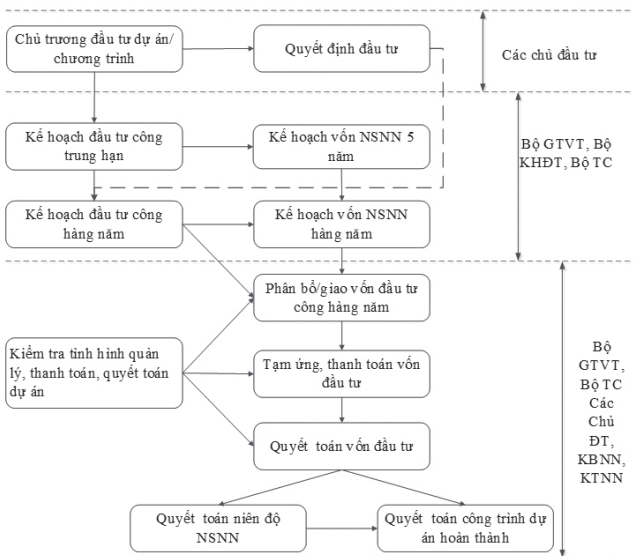 Chủ trương đầu tư dự án/
chương trình
Quyết định đầu tư
Các chủ đầu tư
Kế hoạch đầu tư công
trung hạn
Kế hoạch vốn NSNN 5
năm
Bộ GTVT, Bộ
KHĐT, Bộ TC
Kế hoạch đầu tư công
hàng năm
Kế hoạch vốn NSNN
hàng năm
Phân bổ/giao vốn đầu tư
công hàng năm
Kiểm tra tình hình quản
lý, thanh toán, quyết toán
dự án
Tạm ứng, thanh toán vốn
đầu tư
Quyết toán vốn đầu tư
Bộ
GTVT,
Bộ TC
Các
Chủ
ĐT,
KBNN,
KTNN
Quyết toán niên độ
NSNN
Quyết toán công trình dự
án hoàn thành